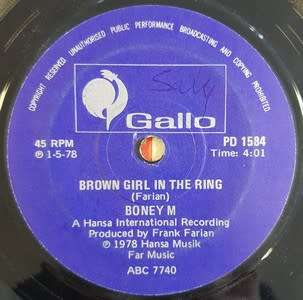 COPYRIGHT RESERVED. UNAUTHORISED PUBLIC PERFORMANCE BROADCASTING AND COPYING PROHIBITED
Gallo
45 RPM
PD 1584
℗ 1-5-78
Time: 4:01
BROWN GIRL IN THE RING
(Farian)
BONEY M
A Hansa International Recording
Produced by Frank Farian
℗ 1978 Hansa Musik
Far Music
ABC 7740